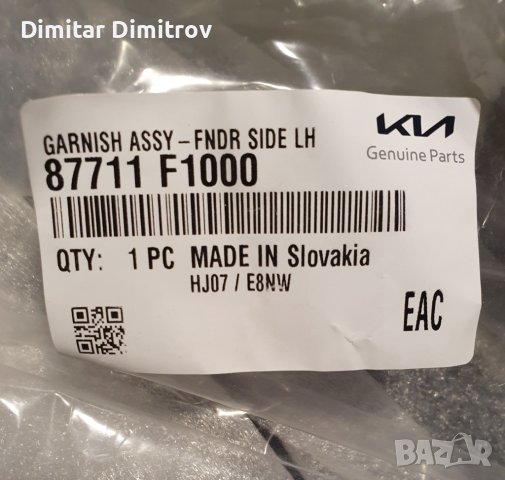 Dimitar Dimitrov
GARNISH ASSY-FNDR SIDE LH
KIA
87711 F1000
Genuine Parts
QTY: 1 PC MADE IN Slovakia
HJ07 / E8NW
EAC
BAZAR